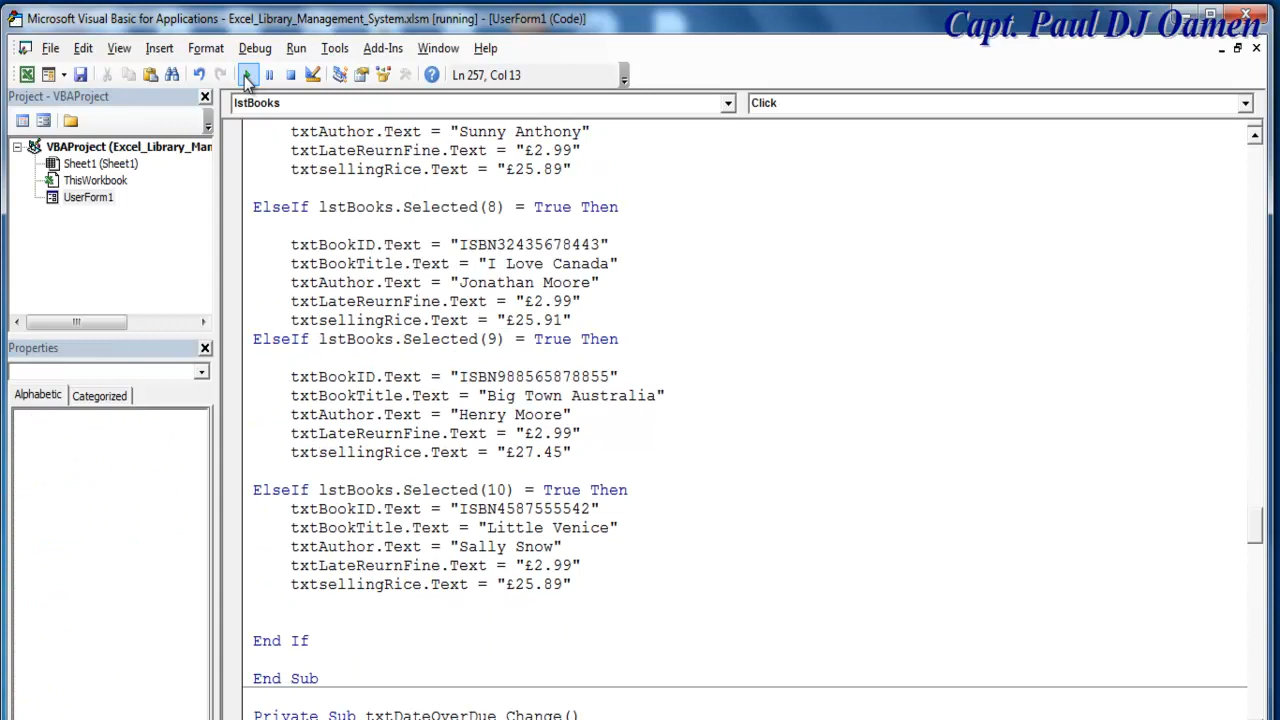 Microsoft Visual Basic for Applications - Excel_Library_Management_System.xlsm [running] - [UserForm1 (Code)]
Capt. Paul DJ Oamen
File Edit View Insert Format Debug Run Tools Add-Ins Window Help
Ln 257, Col 13
Project - VBAProject
lstBooks
Click
VBAProject (Excel_Library_Man
Sheet1 (Sheet1)
ThisWorkbook
UserForm1
Properties
Alphabetic Categorized
txtAuthor.Text = "Sunny Anthony"
txtLateReurnFine.Text = "£2.99"
txtsellingRice.Text = "£25.89"
ElseIf lstBooks.Selected(8) = True Then
txtBookID.Text = "ISBN32435678443"
txtBookTitle.Text = "I Love Canada"
txtAuthor.Text = "Jonathan Moore"
txtLateReurnFine.Text = "£2.99"
txtsellingRice.Text = "£25.91"
ElseIf lstBooks.Selected(9) = True Then
txtBookID.Text = "ISBN988565878855"
txtBookTitle.Text = "Big Town Australia"
txtAuthor.Text = "Henry Moore"
txtLateReurnFine.Text = "£2.99"
txtsellingRice.Text = "£27.45"
ElseIf lstBooks.Selected(10) = True Then
txtBookID.Text = "ISBN4587555542"
txtBookTitle.Text = "Little Venice"
txtAuthor.Text = "Sally Snow"
txtLateReurnFine.Text = "£2.99"
txtsellingRice.Text = "£25.89"
End If
End Sub
Private Sub txtDateOverDue_Change()